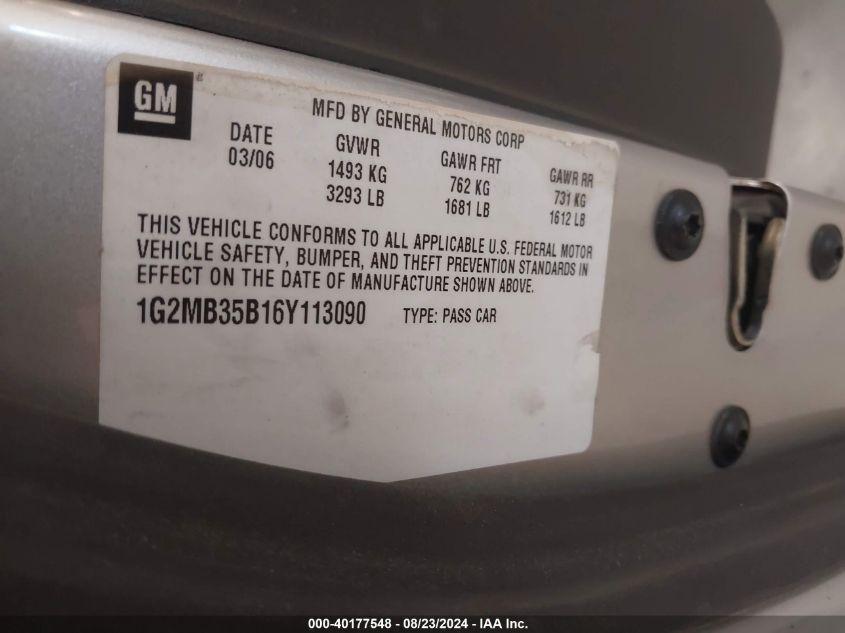 GM
MFD BY GENERAL MOTORS CORP
DATE GVWR GAWR FRT GAWR RR
03/06 1493 KG 762 KG 731 KG
3293 LB 1681 LB 1612 LB
THIS VEHICLE CONFORMS TO ALL APPLICABLE U.S. FEDERAL MOTOR
VEHICLE SAFETY, BUMPER, AND THEFT PREVENTION STANDARDS IN
EFFECT ON THE DATE OF MANUFACTURE SHOWN ABOVE.
1G2MB35B16Y113090 TYPE: PASS CAR
000-40177548 - 08/23/2024 - IAA Inc.